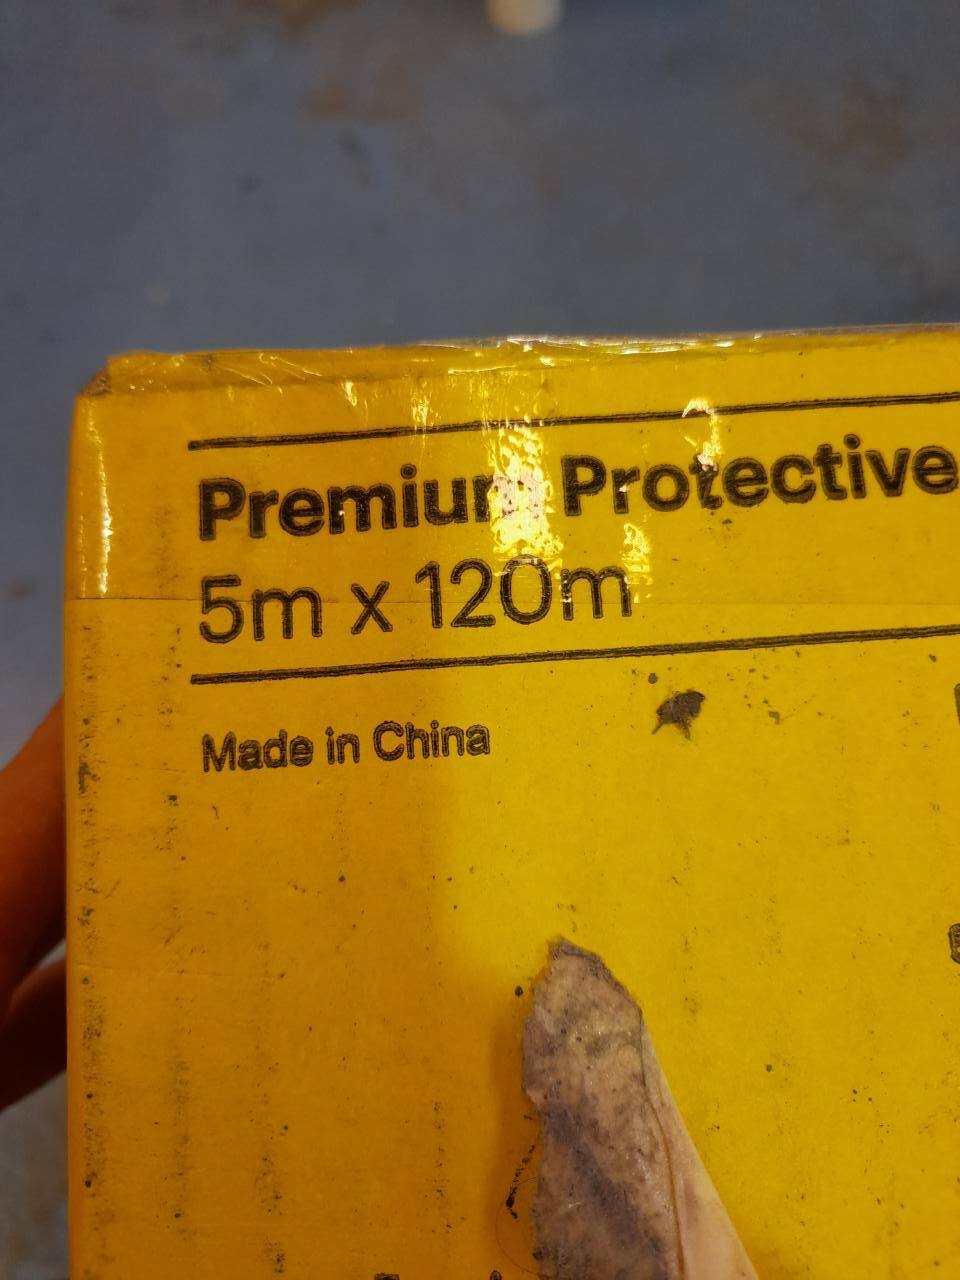 Premium Protective
5m x 120m
Made in China